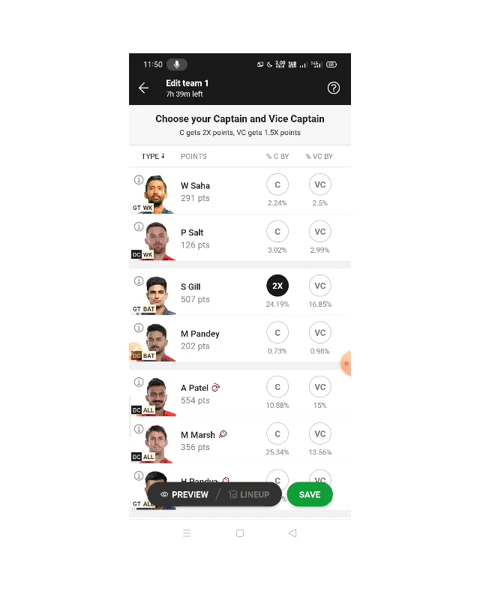 11:50
Edit team 1
7h 39m left
Choose your Captain and Vice Captain
C gets 2X points, VC gets 1.5X points
TYPE POINTS % C BY % VC BY
W Saha
291 pts
C VC
2.24% 2.5%
GT WK
P Salt
126 pts
C VC
3.02% 2.99%
DC WK
S Gill
507 pts
2X VC
24.19% 16.85%
GT BAT
M Pandey
202 pts
C VC
0.73% 0.98%
DC BAT
A Patel
554 pts
C VC
10.88% 15%
DC ALL
M Marsh
356 pts
C VC
25.34% 13.56%
DC ALL
H Pandya
C VC
GT ALL
PREVIEW / LINEUP
SAVE